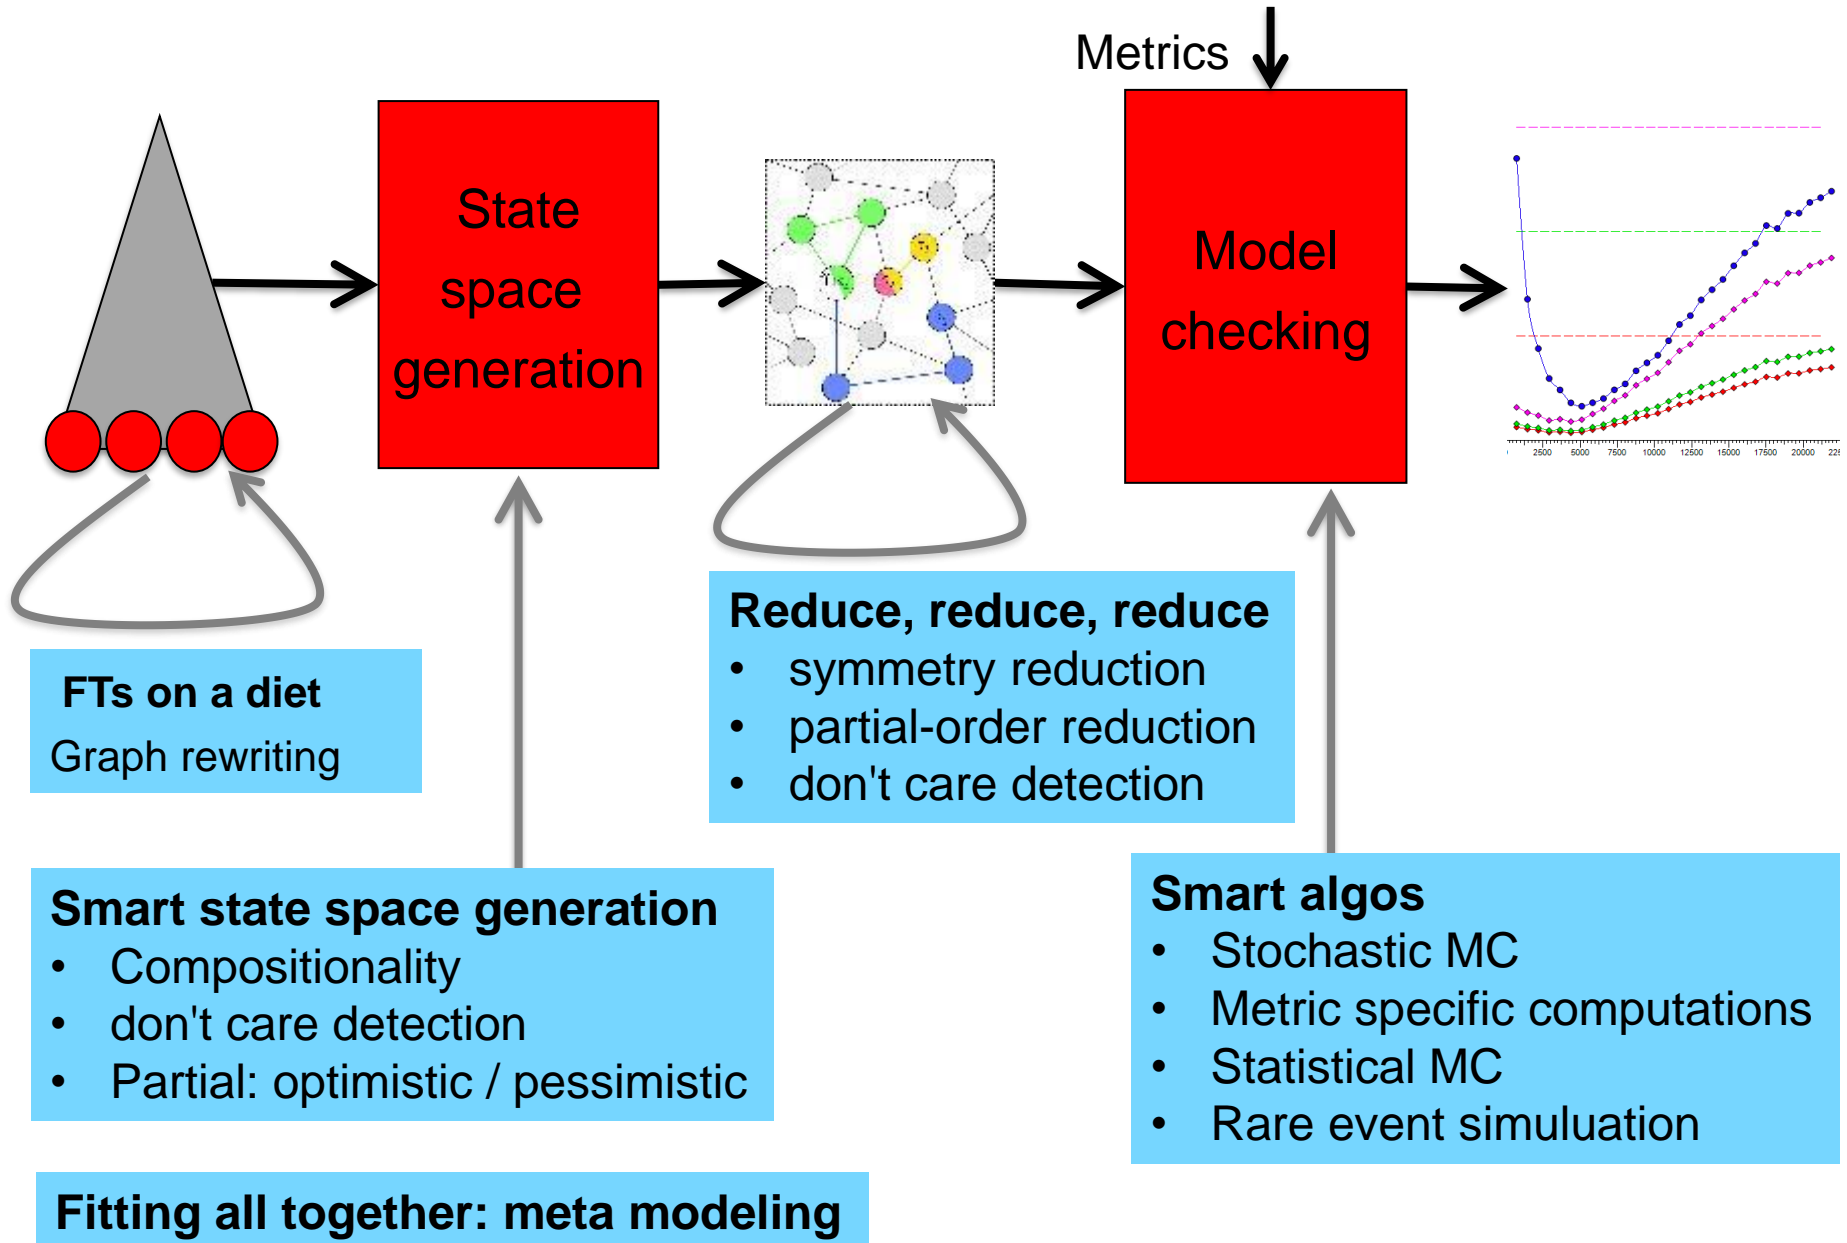 Metrics
State
space
generation
Model
checking
2500 5000 7500 10000 12500 15000 17500 20000 225
Reduce, reduce, reduce
• symmetry reduction
• partial-order reduction
• don't care detection
FTs on a diet
Graph rewriting
Smart state space generation
• Compositionality
• don't care detection
• Partial: optimistic / pessimistic
Smart algos
• Stochastic MC
• Metric specific computations
• Statistical MC
• Rare event simuluation
Fitting all together: meta modeling